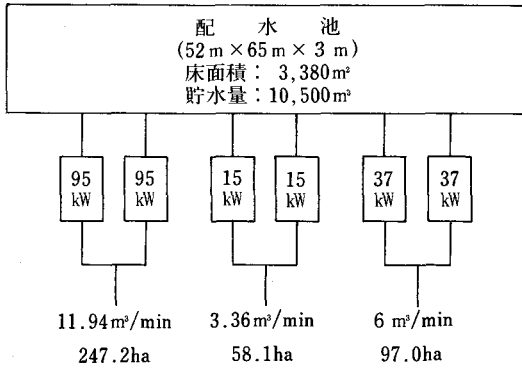 配水池
(52m×65m×3m)
床面積：3,380m²
貯水量：10,500m³
95 kW 95 kW 15 kW 15 kW 37 kW 37 kW
11.94m³/min 3.36m³/min 6 m³/min
247.2ha 58.1ha 97.0ha